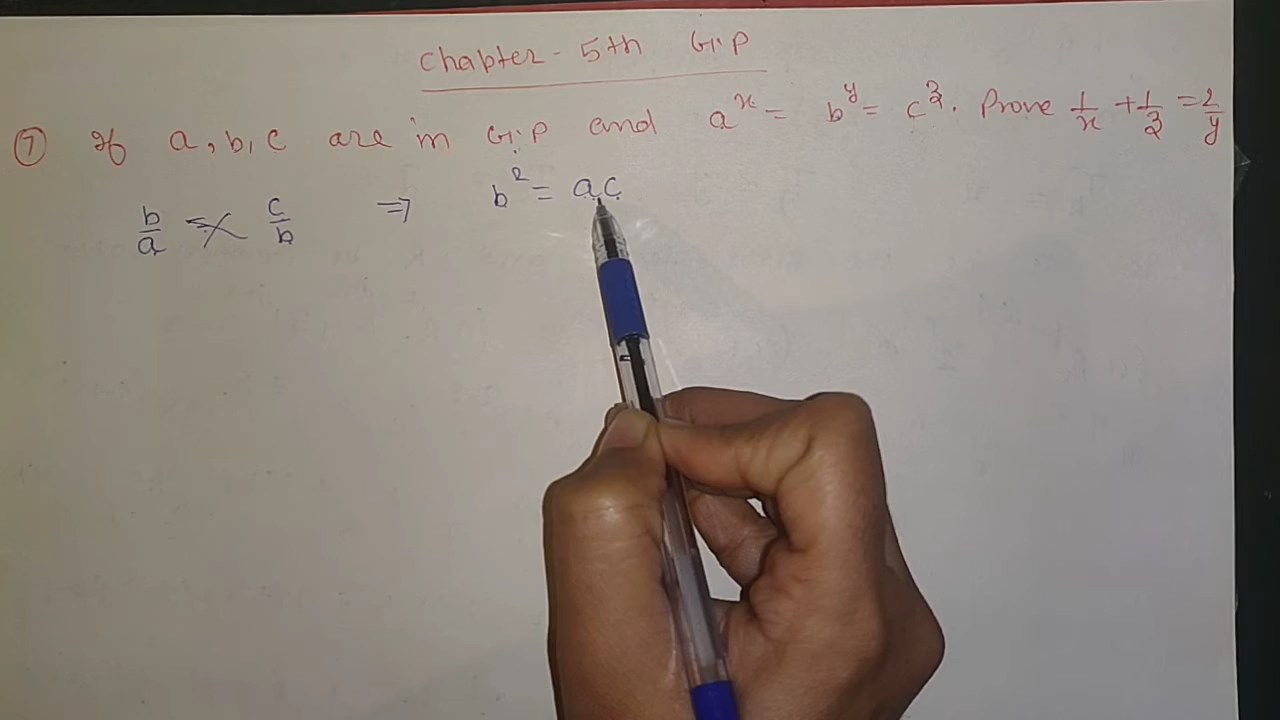 Chapter - 5th G.P
⑦ If a, b, c are in G.P and a^x = b^y = c^z. Prove 1/x + 1/z = 2/y
b/a = c/b ⇒ b² = ac